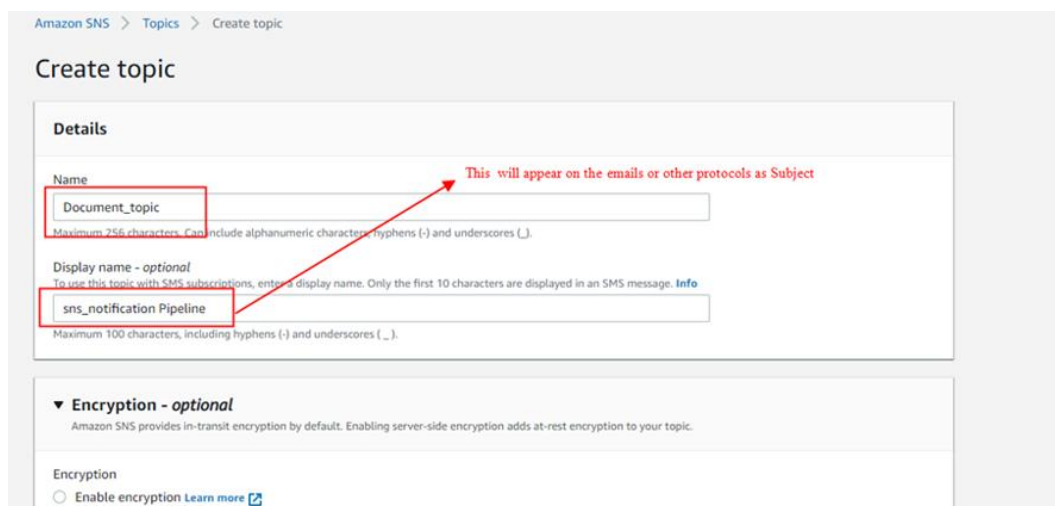 Amazon SNS > Topics > Create topic
Create topic
Details
This will appear on the emails or other protocols as Subject
Name
Document_topic
Maximum 256 characters. Can include alphanumeric characters, hyphens (-) and underscores (_).
Display name - optional
To use this topic with SMS subscriptions, enter a display name. Only the first 10 characters are displayed in an SMS message. Info
sns_notification Pipeline
Maximum 100 characters, including hyphens (-) and underscores (_).
▼ Encryption - optional
Amazon SNS provides in-transit encryption by default. Enabling server-side encryption adds at-rest encryption to your topic.
Encryption
Enable encryption Learn more